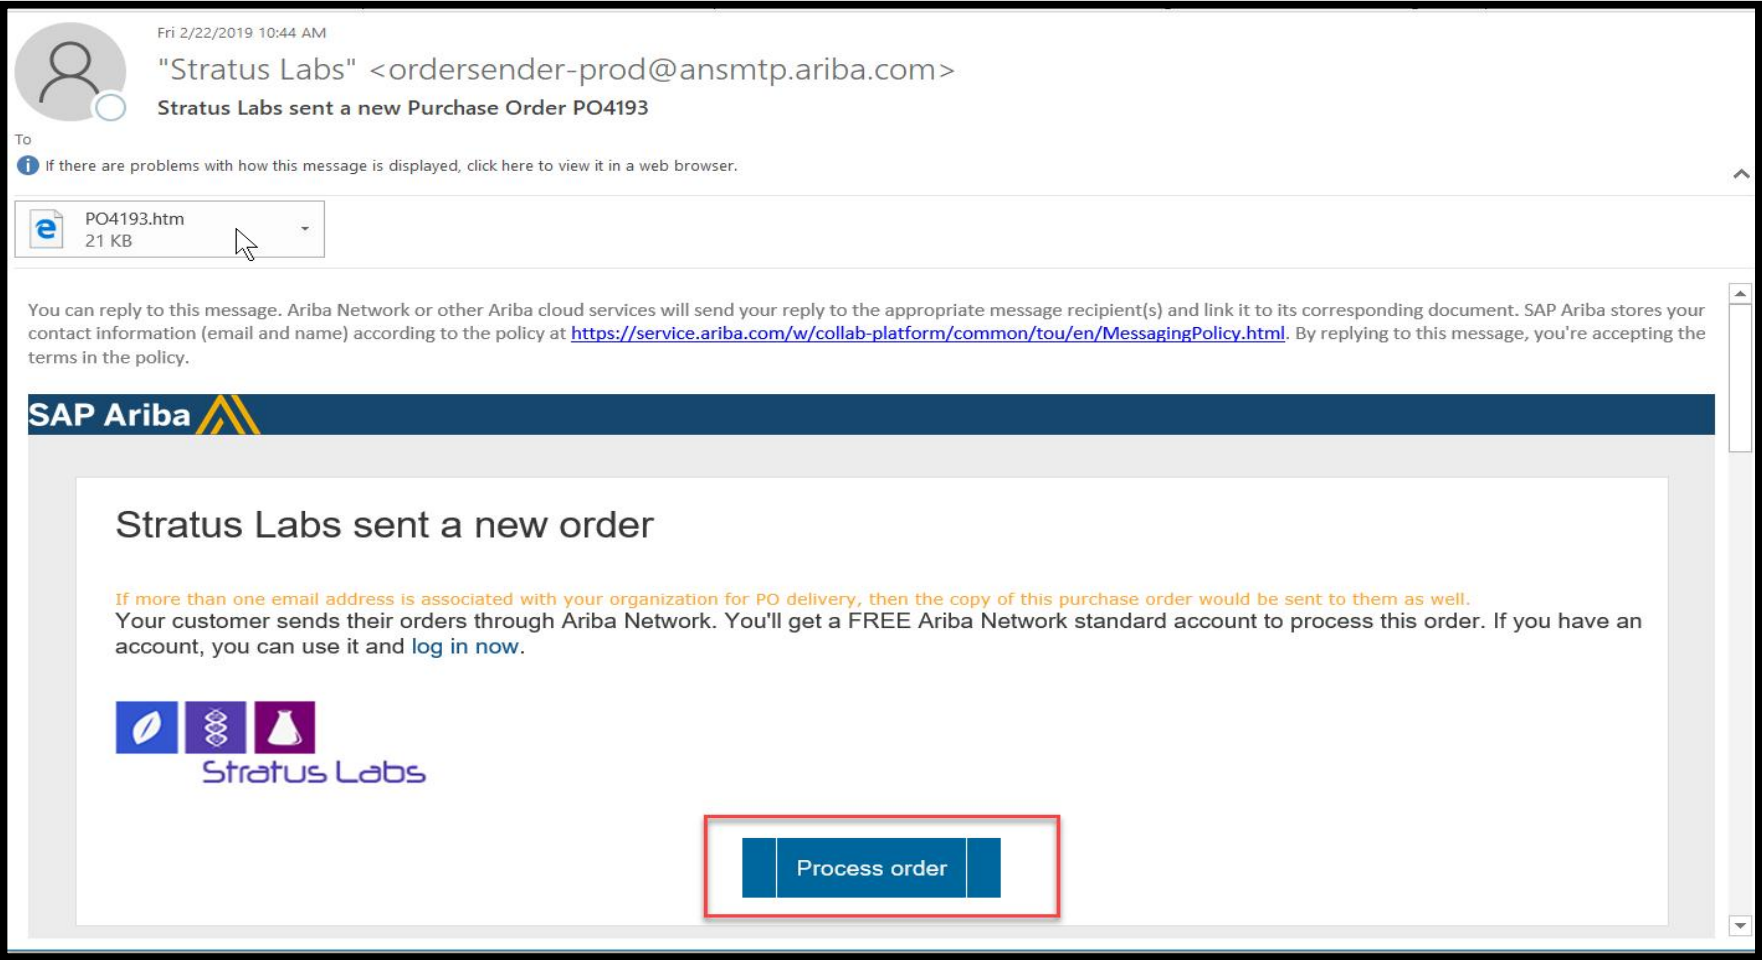 Fri 2/22/2019 10:44 AM
"Stratus Labs" <ordersender-prod@ansmtp.ariba.com>
Stratus Labs sent a new Purchase Order PO4193
To
If there are problems with how this message is displayed, click here to view it in a web browser.
PO4193.htm
21 KB
You can reply to this message. Ariba Network or other Ariba cloud services will send your reply to the appropriate message recipient(s) and link it to its corresponding document. SAP Ariba stores your
contact information (email and name) according to the policy at https://service.ariba.com/w/collab-platform/common/tou/en/MessagingPolicy.html. By replying to this message, you're accepting the
terms in the policy.
SAP Ariba
Stratus Labs sent a new order
If more than one email address is associated with your organization for PO delivery, then the copy of this purchase order would be sent to them as well.
Your customer sends their orders through Ariba Network. You'll get a FREE Ariba Network standard account to process this order. If you have an
account, you can use it and log in now.
Stratus Labs
Process order